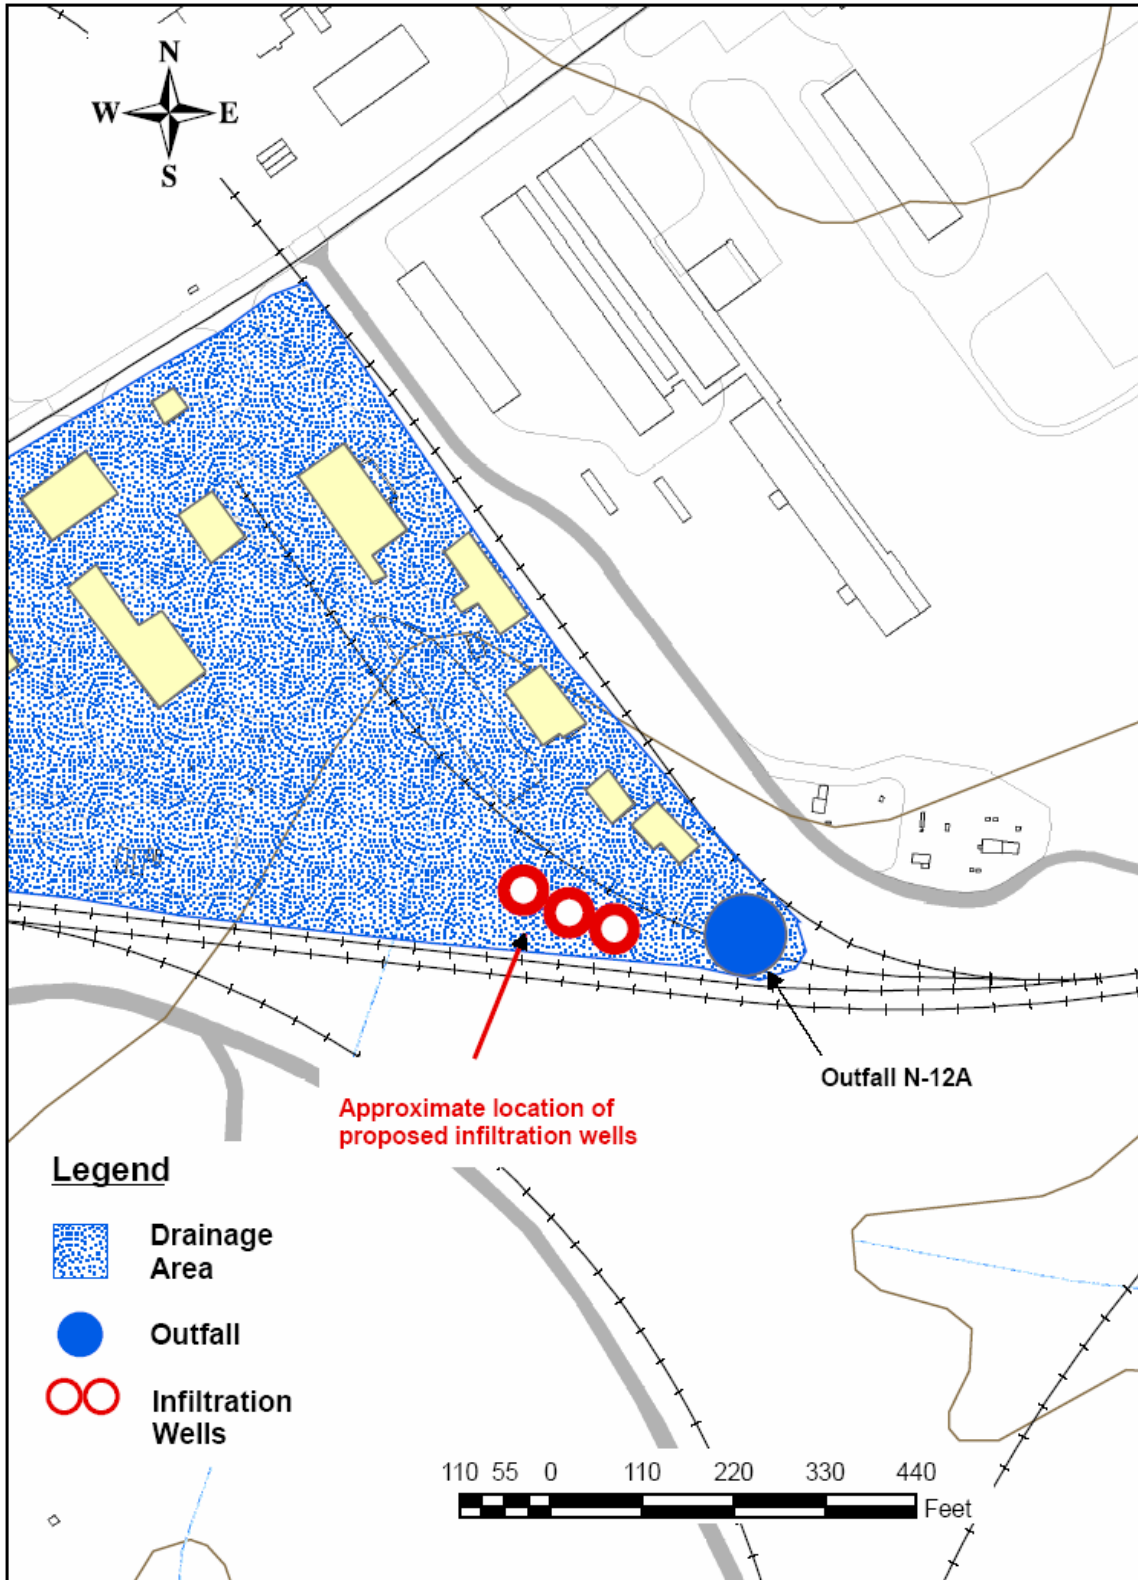 N
W E
S
Outfall N-12A
Approximate location of
proposed infiltration wells
Legend
Drainage
Area
Outfall
Infiltration
Wells
110 55 0 110 220 330 440
Feet